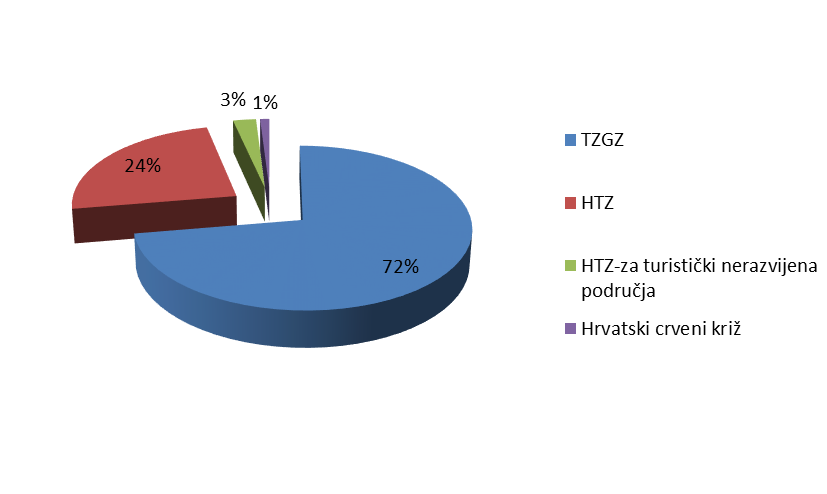 3%
1%
24%
72%
TZGZ
HTZ
HTZ-za turistički nerazvijena
područja
Hrvatski crveni križ